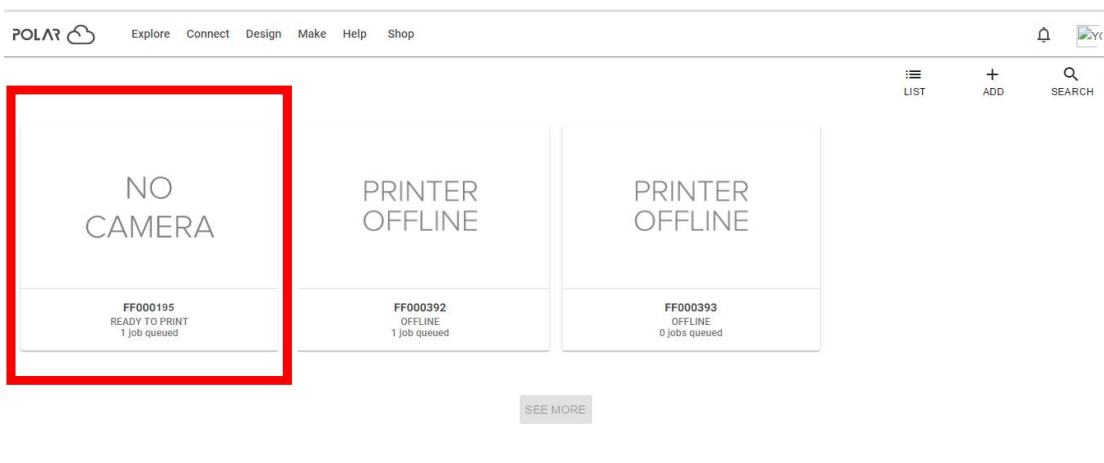 POLAR
Explore Connect Design Make Help Shop
LIST ADD SEARCH
NO
CAMERA
FF000195
READY TO PRINT
1 job queued
PRINTER
OFFLINE
FF000392
OFFLINE
1 job queued
PRINTER
OFFLINE
FF000393
OFFLINE
0 jobs queued
SEE MORE